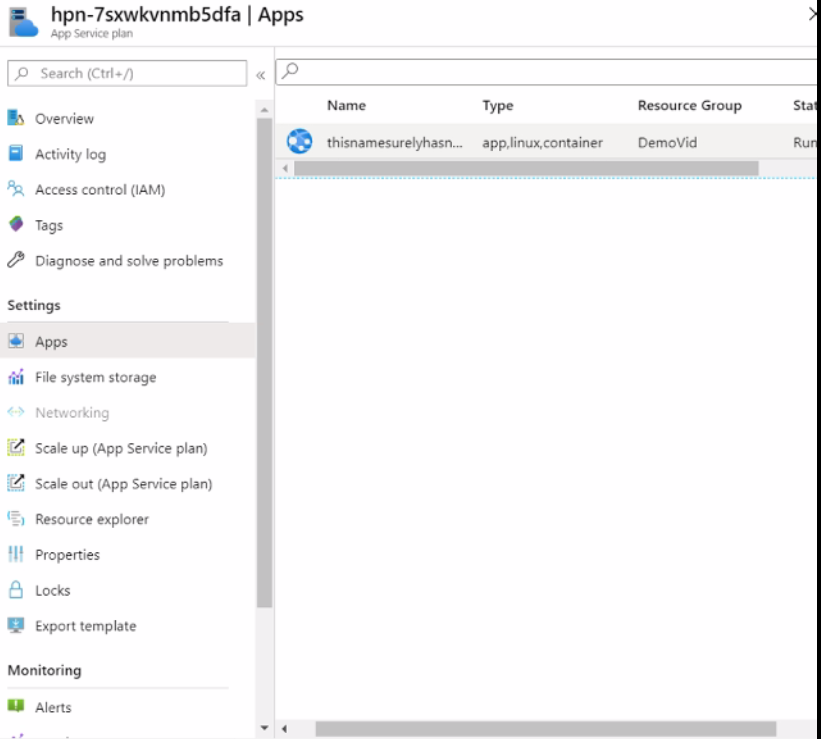 hpn-7sxwkvnmb5dfa | Apps
App Service plan
Search (Ctrl+/)
«
Overview
Activity log
Access control (IAM)
Tags
Diagnose and solve problems
Settings
Apps
File system storage
Networking
Scale up (App Service plan)
Scale out (App Service plan)
Resource explorer
Properties
Locks
Export template
Monitoring
Alerts
Name Type Resource Group Stat
thisnamesurelyhasn... app,linux,container DemoVid Run